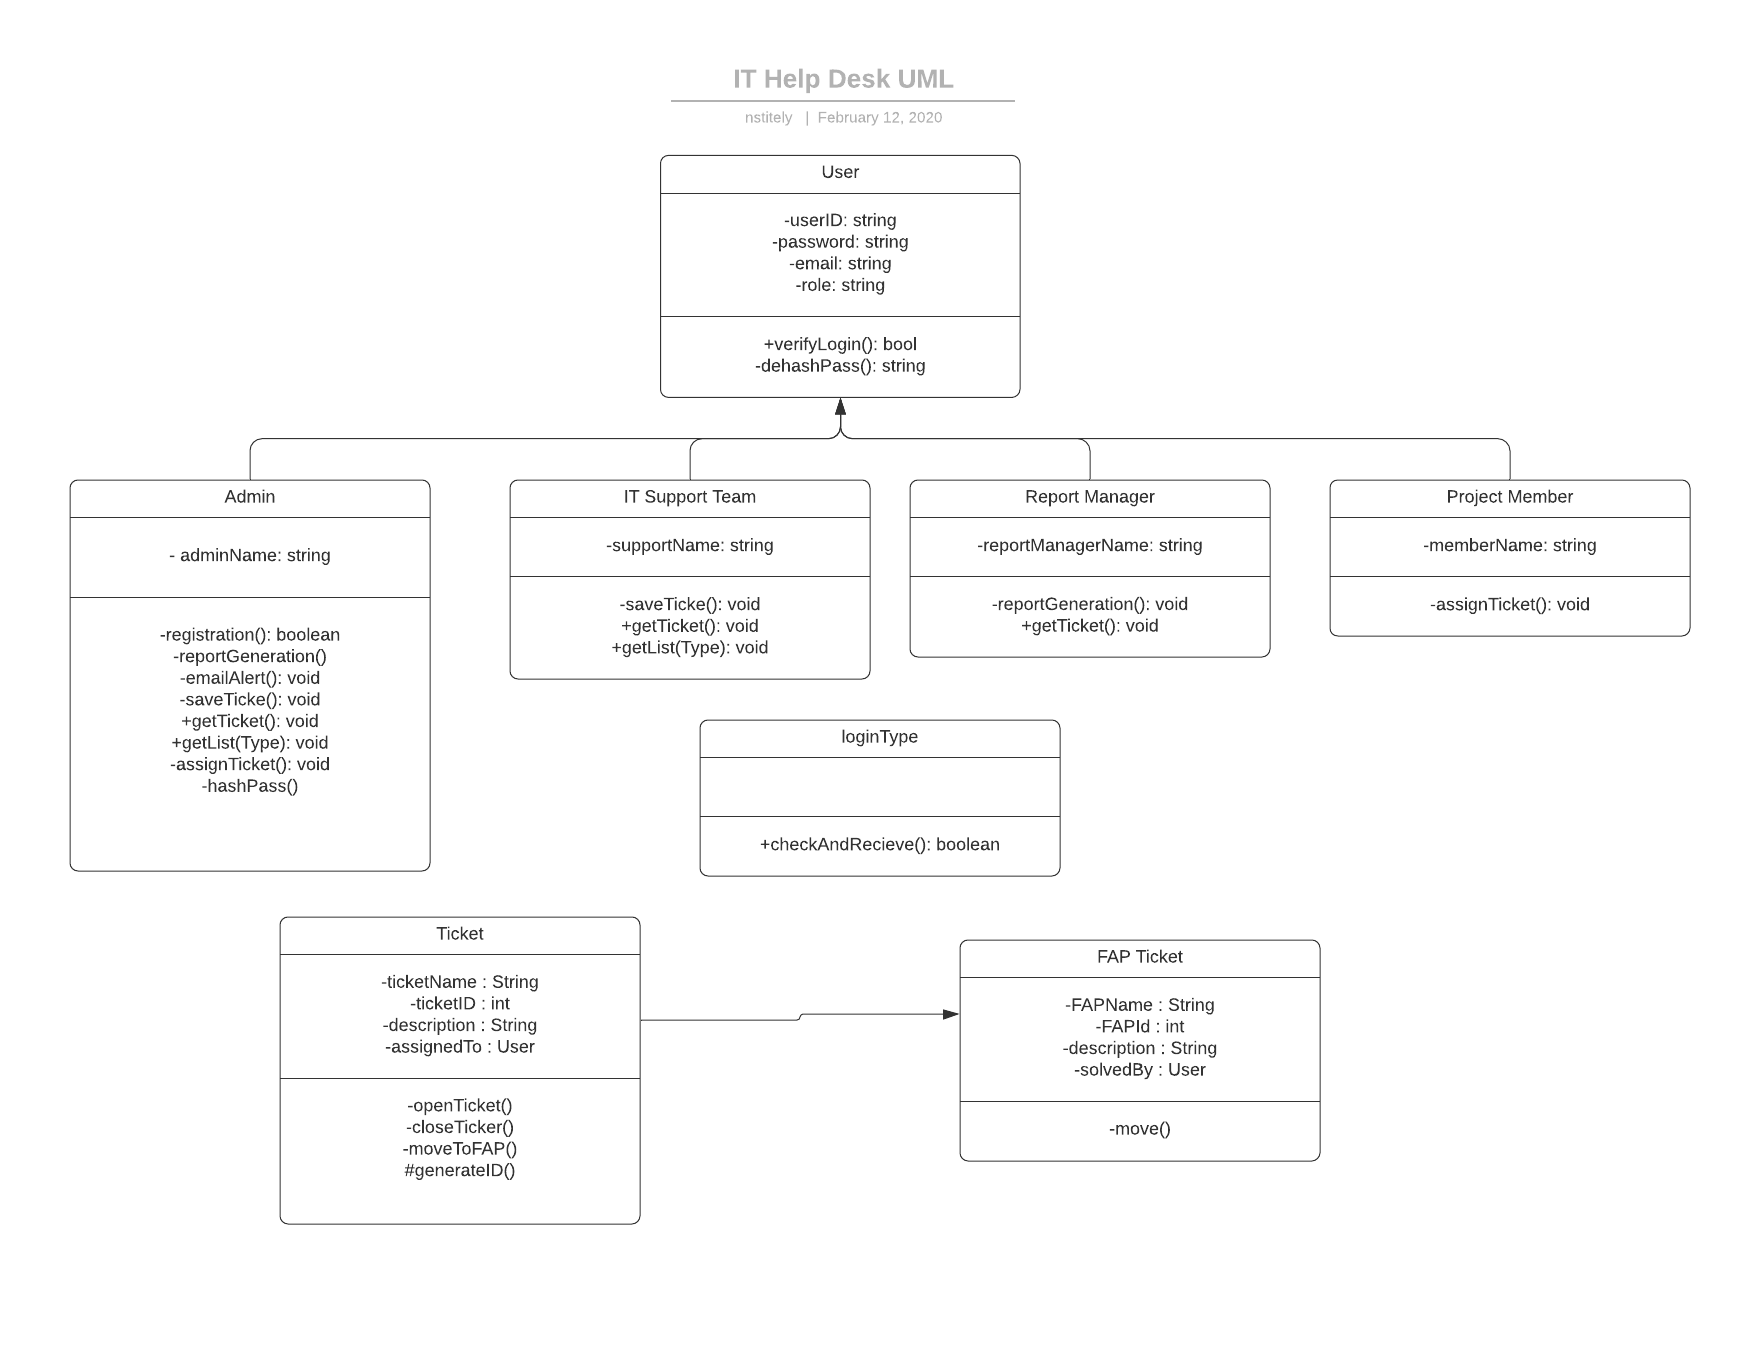 IT Help Desk UML
nstitely | February 12, 2020
User
-userID: string
-password: string
-email: string
-role: string
+verifyLogin(): bool
-dehashPass(): string
Admin
- adminName: string
-registration(): boolean
-reportGeneration()
-emailAlert(): void
-saveTicke(): void
+getTicket(): void
+getList(Type): void
-assignTicket(): void
-hashPass()
IT Support Team
-supportName: string
-saveTicke(): void
+getTicket(): void
+getList(Type): void
Report Manager
-reportManagerName: string
-reportGeneration(): void
+getTicket(): void
Project Member
-memberName: string
-assignTicket(): void
loginType
+checkAndRecieve(): boolean
Ticket
-ticketName : String
-ticketID : int
-description : String
-assignedTo : User
-openTicket()
-closeTicker()
-moveToFAP()
#generateID()
FAP Ticket
-FAPName : String
-FAPId : int
-description : String
-solvedBy : User
-move()